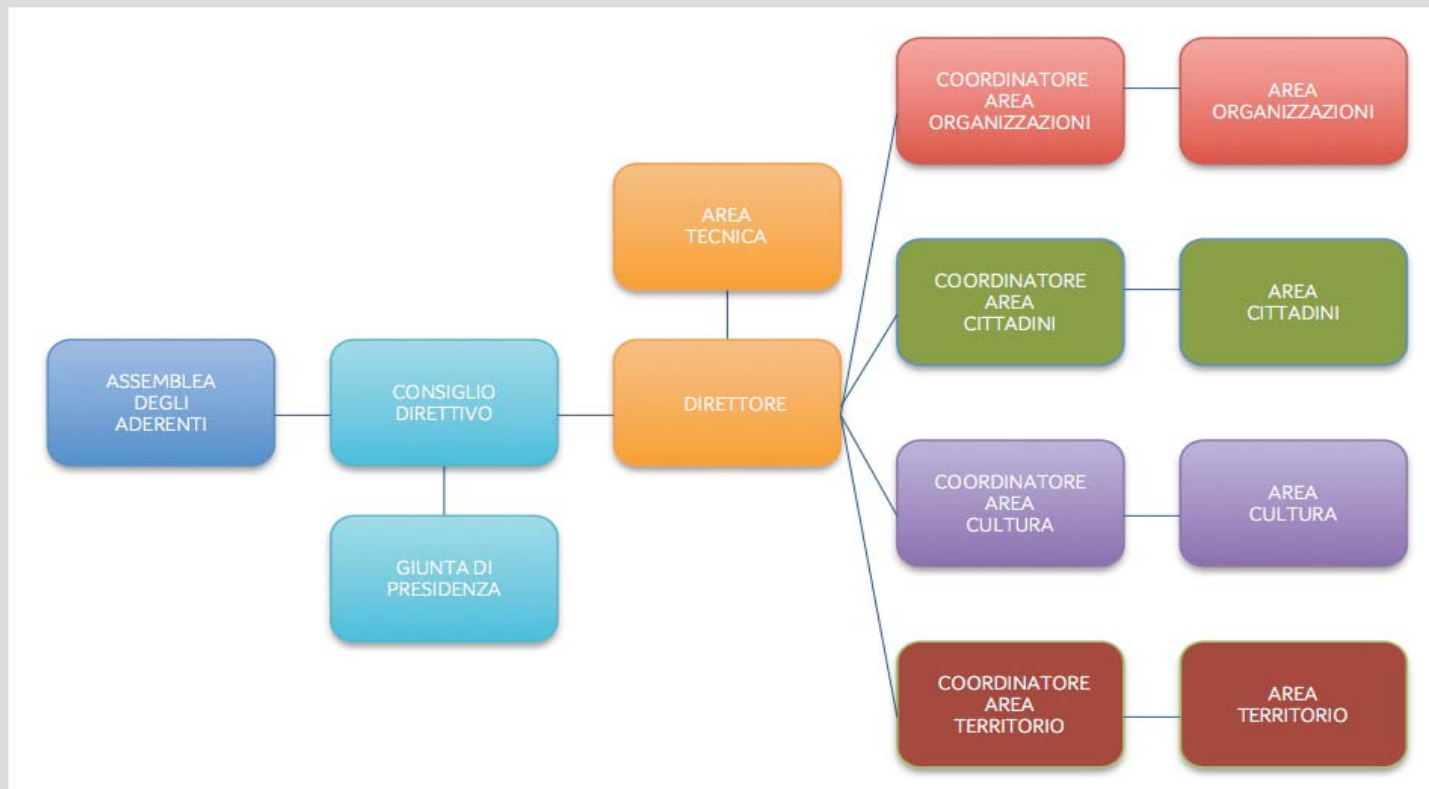 ASSEMBLEA
DEGLI
ADERENTI
CONSIGLIO
DIRETTIVO
GIUNTA DI
PRESIDENZA
AREA
TECNICA
DIRETTORE
COORDINATORE
AREA
ORGANIZZAZIONI
AREA
ORGANIZZAZIONI
COORDINATORE
AREA
CITTADINI
AREA
CITTADINI
COORDINATORE
AREA
CULTURA
AREA
CULTURA
COORDINATORE
AREA
TERRITORIO
AREA
TERRITORIO